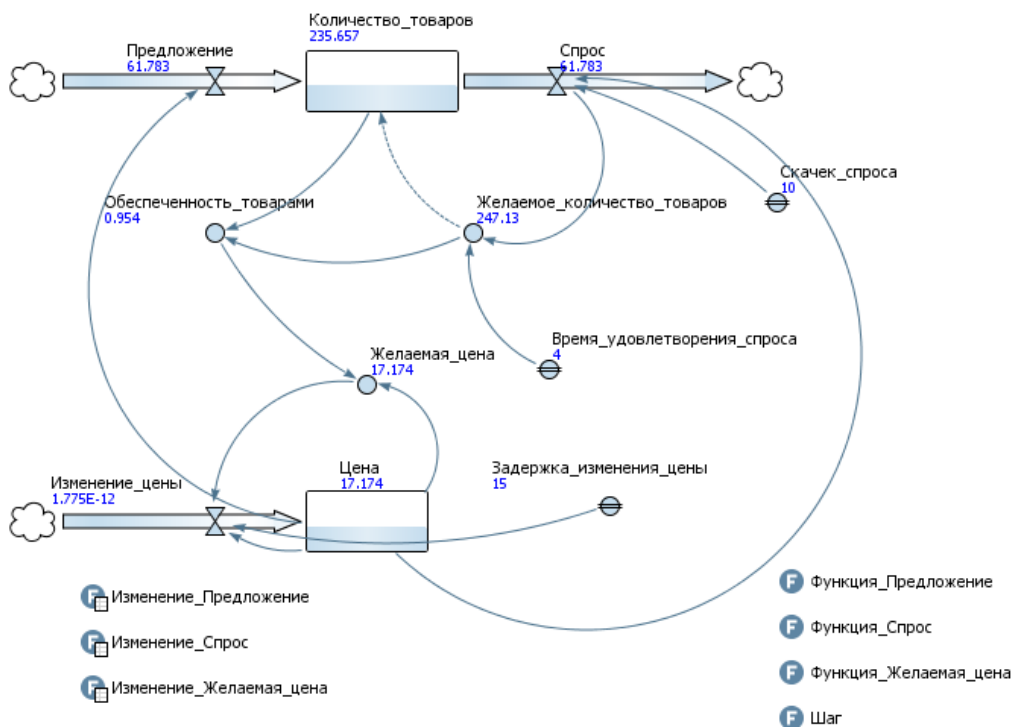 Количество_товаров
235.657
Предложение
61.783
Спрос
61.783
Скачек_спроса
10
Обеспеченность_товарами
0.954
Желаемое_количество_товаров
247.13
Время_удовлетворения_спроса
4
Желаемая_цена
17.174
Изменение_цены
1.775E-12
Цена
17.174
Задержка_изменения_цены
15
F Изменение_Предложение
F Изменение_Спрос
F Изменение_Желаемая_цена
F Функция_Предложение
F Функция_Спрос
F Функция_Желаемая_цена
F Шаг